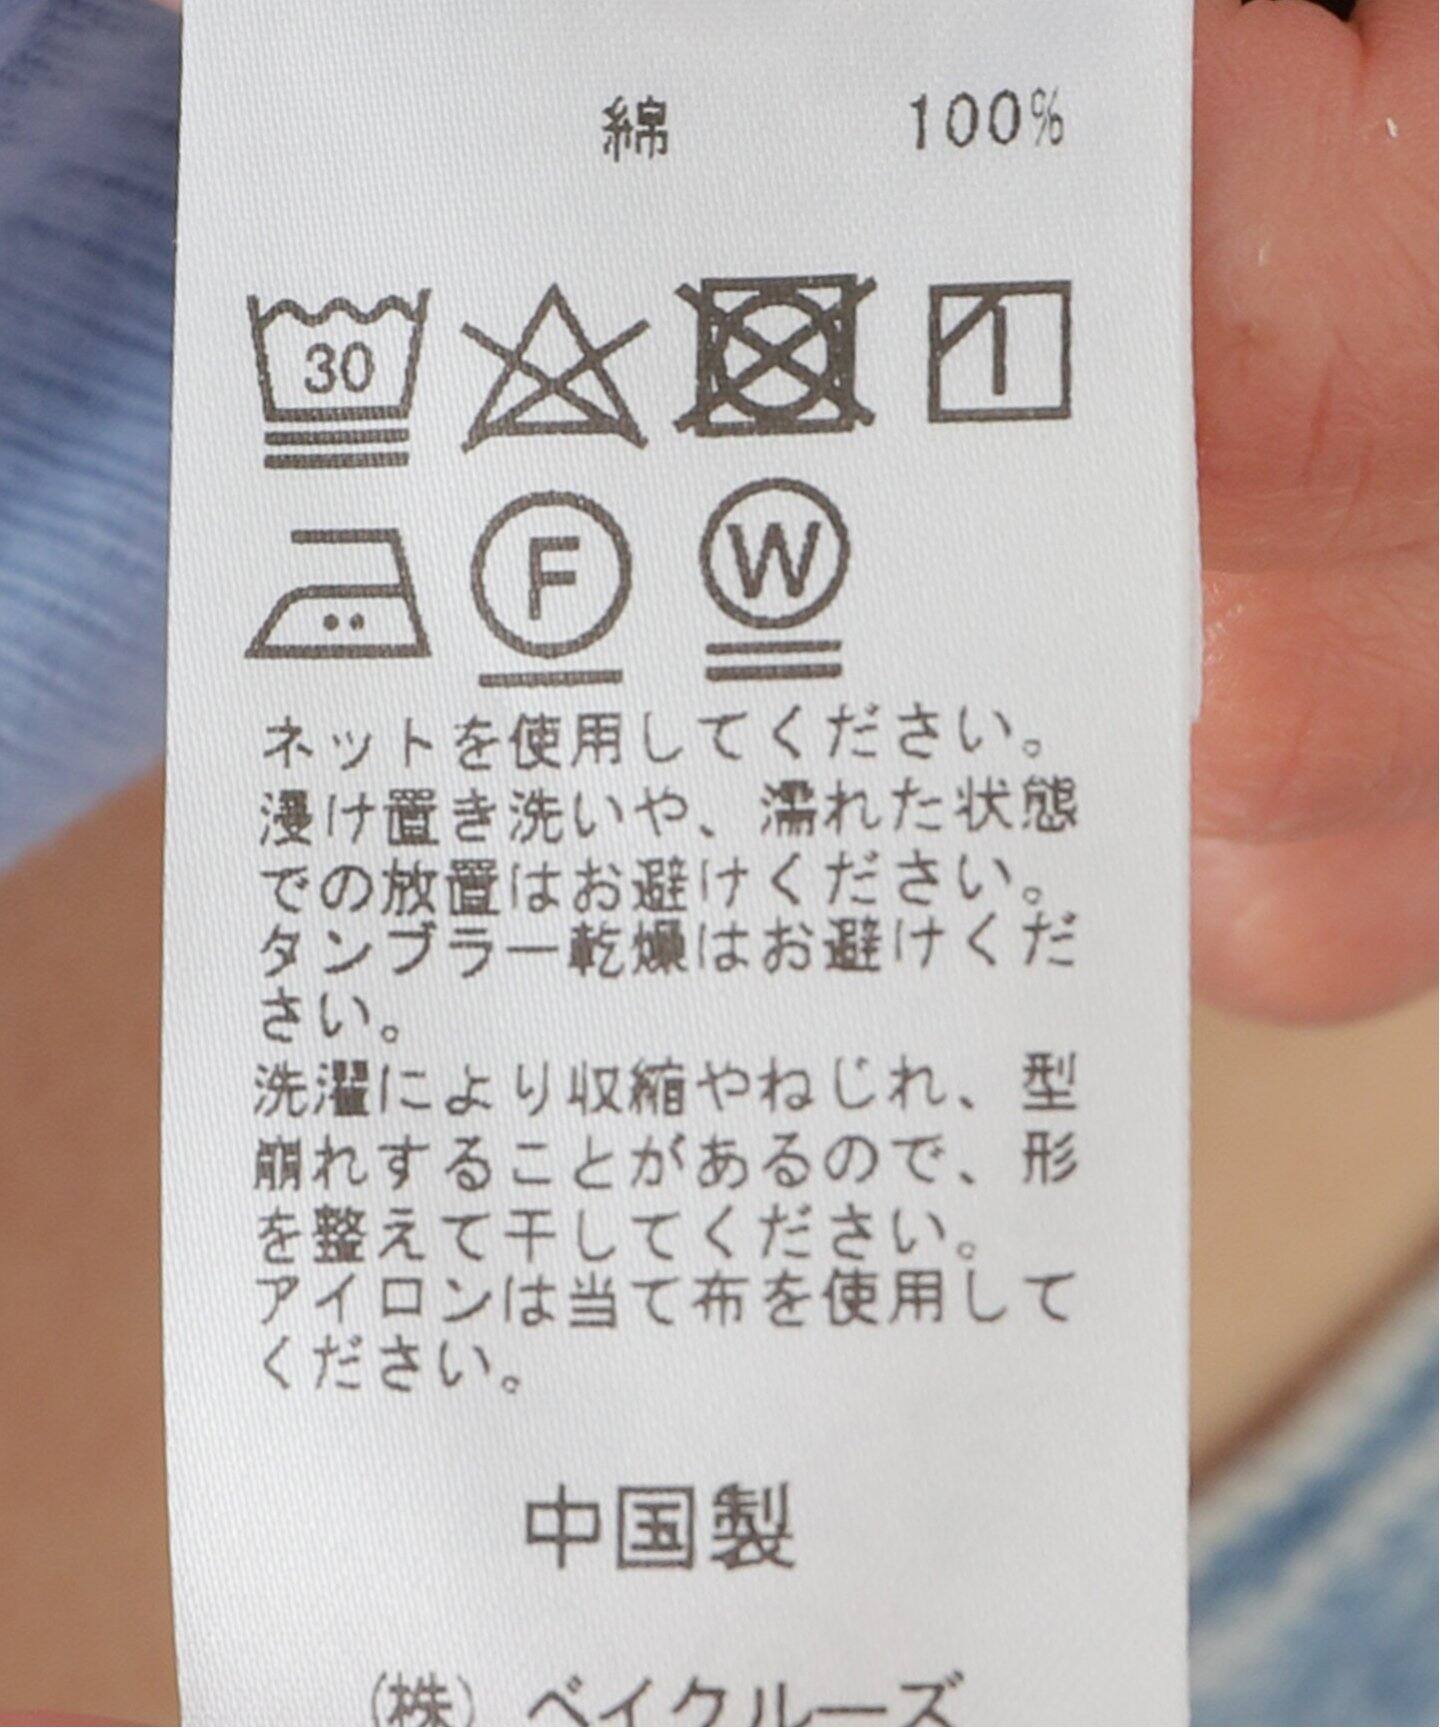 綿 100%
30
F W
ネットを使用してください。
浸け置き洗いや、濡れた状態
での放置はお避けください。
タンブラー乾燥はお避けくだ
さい。
洗濯により収縮やねじれ、型
崩れすることがあるので、形
を整えて干してください。
アイロンは当て布を使用して
ください。
中国製
(株) ベイクルーズ